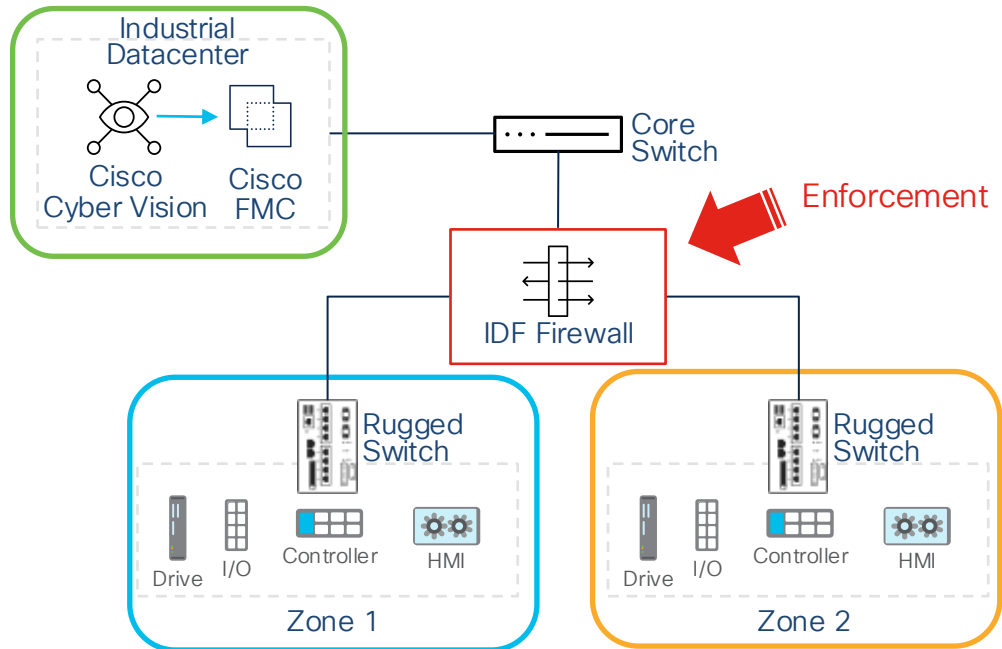 Industrial
Datacenter
Cisco
Cyber Vision
Cisco
FMC
Core
Switch
Enforcement
IDF Firewall
Rugged
Switch
Drive
I/O
Controller
HMI
Zone 1
Rugged
Switch
Drive
I/O
Controller
HMI
Zone 2